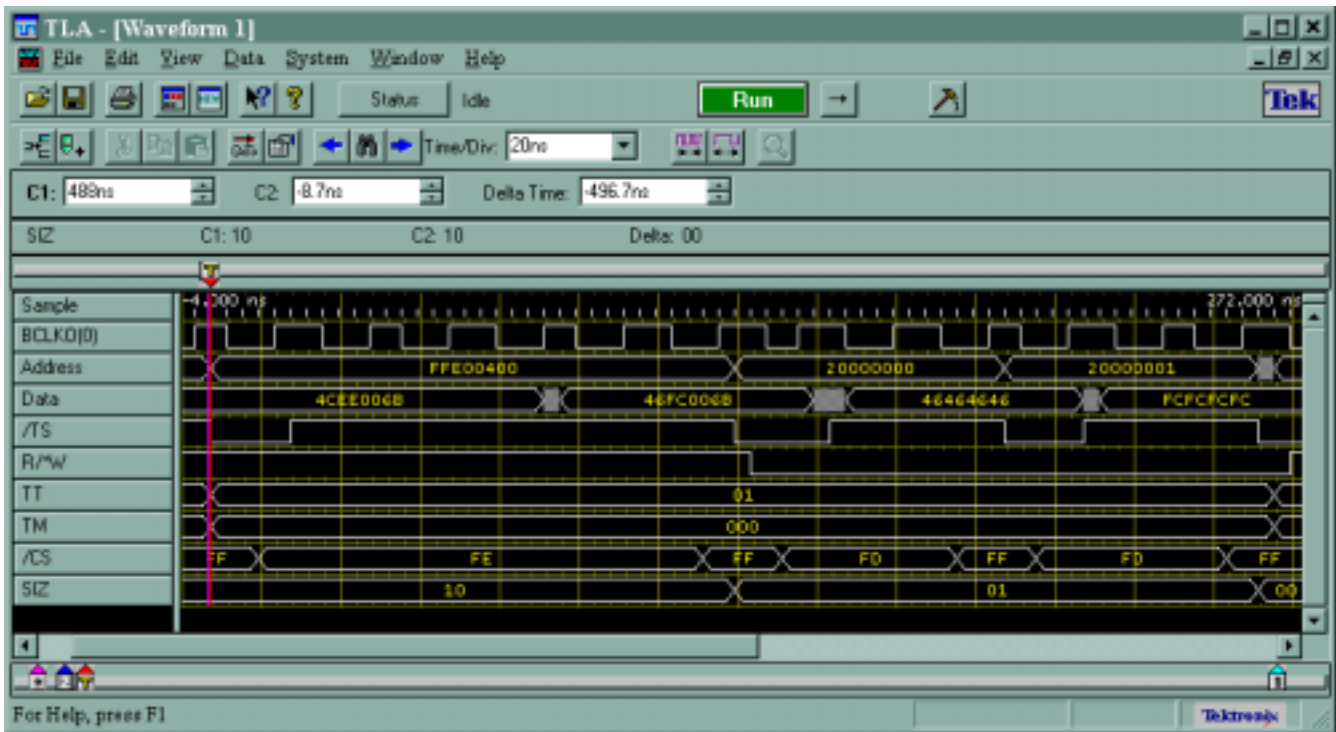 TLA - [Waveform 1]
File Edit View Data System Window Help
Status Idle Run Tek
Time/Div: 20ns
C1: 488ns C2: -8.7ns Delta Time: -496.7ns
SIZ C1: 10 C2: 10 Delta: 00
T
Sample -4.000 ns 272.000 ns
BCLKO(0)
Address FFE00400 20000000 20000001
Data 4CEE006B 46FC006B 46464646 FCFCFCFC
/TS
R/*W
TT 01
TM 000
/CS FF FE FF FD FF FD FF
SIZ 10 01 00
2 T 1
For Help, press F1 Tektronix